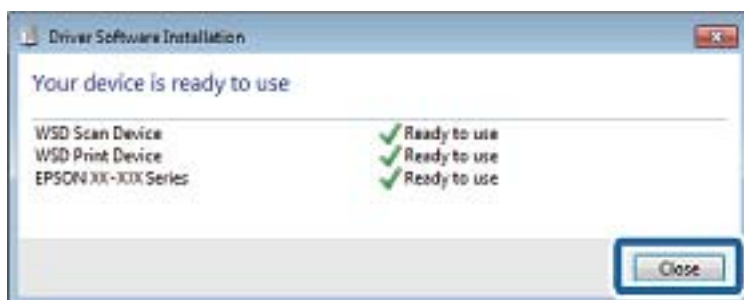 Driver Software Installation
Your device is ready to use
WSD Scan Device Ready to use
WSD Print Device Ready to use
EPSON XX-XXX Series Ready to use
Close